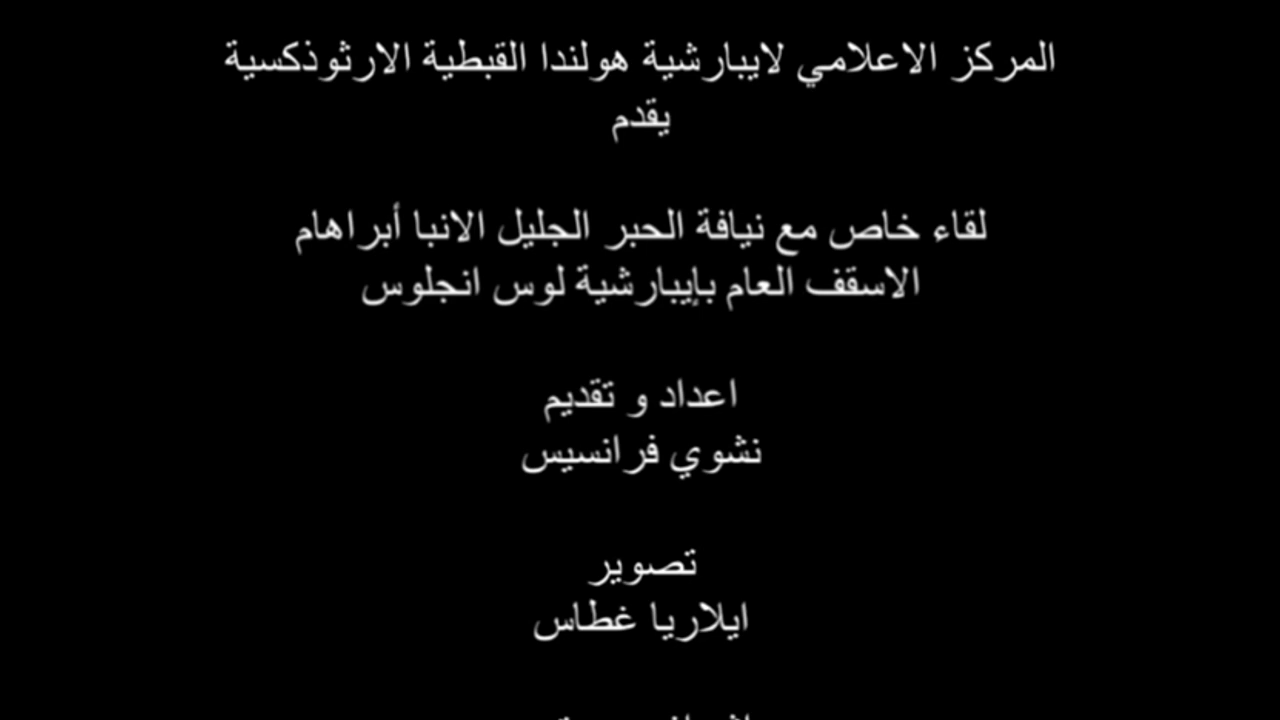 المركز الاعلامي لايبارشية هولندا القبطية الارثوذكسية
يقدم
لقاء خاص مع نيافة الحبر الجليل الانبا أبراهام
الاسقف العام بإيبارشية لوس انجلوس
اعداد و تقديم
نشوي فرانسيس
تصوير
ايلاريا غطاس